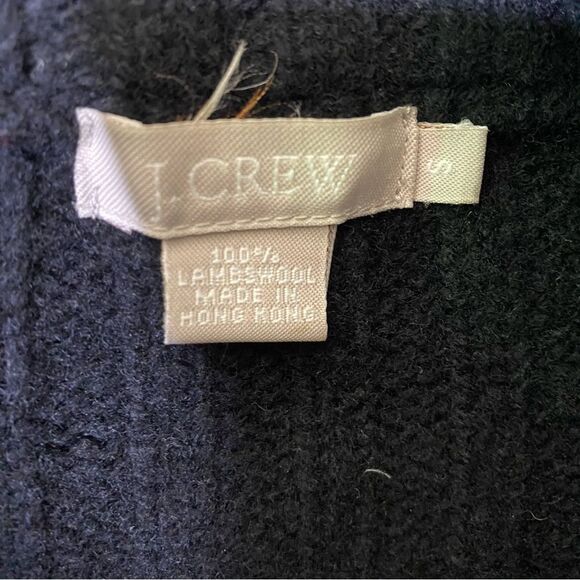 J.CREW
S
100%
LAMBSWOOL
MADE IN
HONG KONG